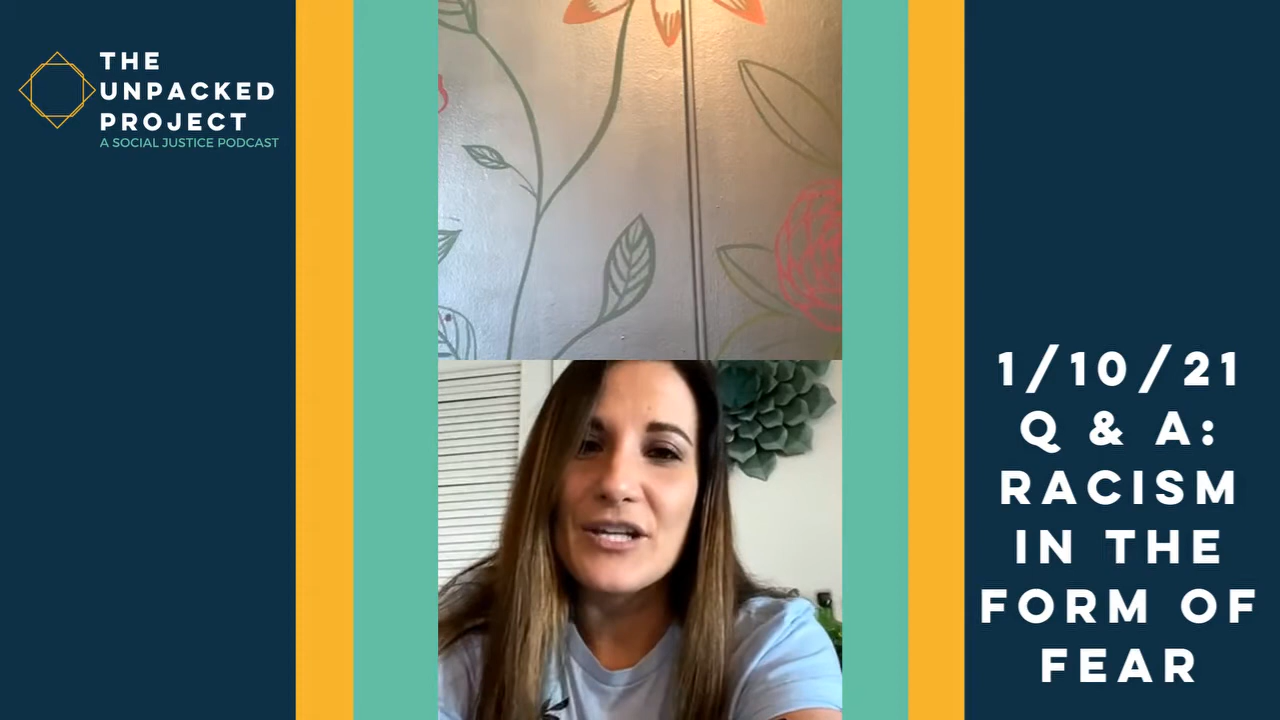 THE
UNPACKED
PROJECT
A SOCIAL JUSTICE PODCAST
1/10/21
Q & A:
RACISM
IN THE
FORM OF
FEAR